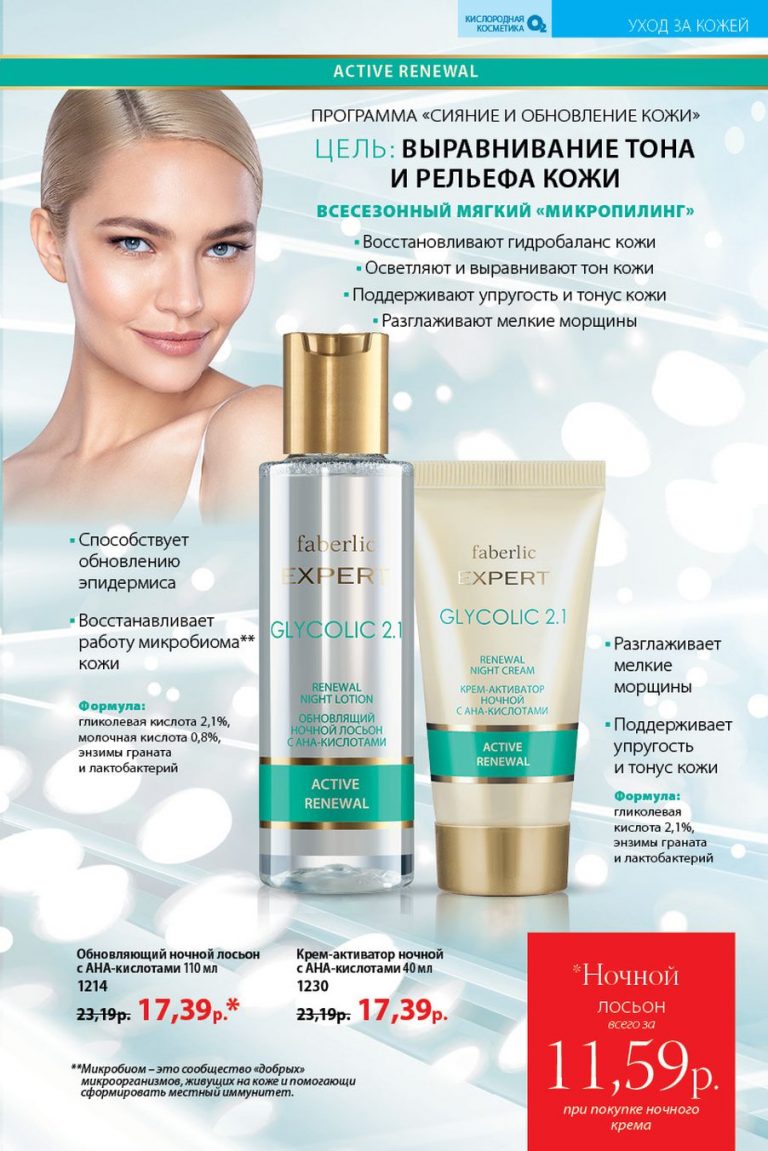 КИСЛОРОДНАЯ
КОСМЕТИКА O2
УХОД ЗА КОЖЕЙ
ACTIVE RENEWAL
ПРОГРАММА «СИЯНИЕ И ОБНОВЛЕНИЕ КОЖИ»
ЦЕЛЬ: ВЫРАВНИВАНИЕ ТОНА
И РЕЛЬЕФА КОЖИ
ВСЕСЕЗОННЫЙ МЯГКИЙ «МИКРОПИЛИНГ»
▪ Восстановливают гидробаланс кожи
▪ Осветляют и выравнивают тон кожи
▪ Поддерживают упругость и тонус кожи
▪ Разглаживают мелкие морщины
▪ Способствует
обновлению
эпидермиса
▪ Восстанавливает
работу микробиома**
кожи
Формула:
гликолевая кислота 2,1%,
молочная кислота 0,8%,
энзимы граната
и лактобактерий
faberlic
EXPERT
GLYCOLIC 2.1
RENEWAL
NIGHT LOTION
ОБНОВЛЯЩИЙ
НОЧНОЙ ЛОСЬОН
С АНА-КИСЛОТАМИ
ACTIVE
RENEWAL
faberlic
EXPERT
GLYCOLIC 2.1
RENEWAL
NIGHT CREAM
КРЕМ-АКТИВАТОР
НОЧНОЙ
С АНА-КИСЛОТАМИ
ACTIVE
RENEWAL
▪ Разглаживает
мелкие
морщины
▪ Поддерживает
упругость
и тонус кожи
Формула:
гликолевая
кислота 2,1%,
энзимы граната
и лактобактерий
Обновляющий ночной лосьон
с АНА-кислотами 110 мл
1214
23,19р. 17,39р.*
Крем-активатор ночной
с АНА-кислотами 40 мл
1230
23,19р. 17,39р.
**Микробиом – это сообщество «добрых»
микроорганизмов, живущих на коже и помогающи
сформировать местный иммунитет.
*Ночной
ЛОСЬОН
всего за
11,59р.
при покупке ночного
крема